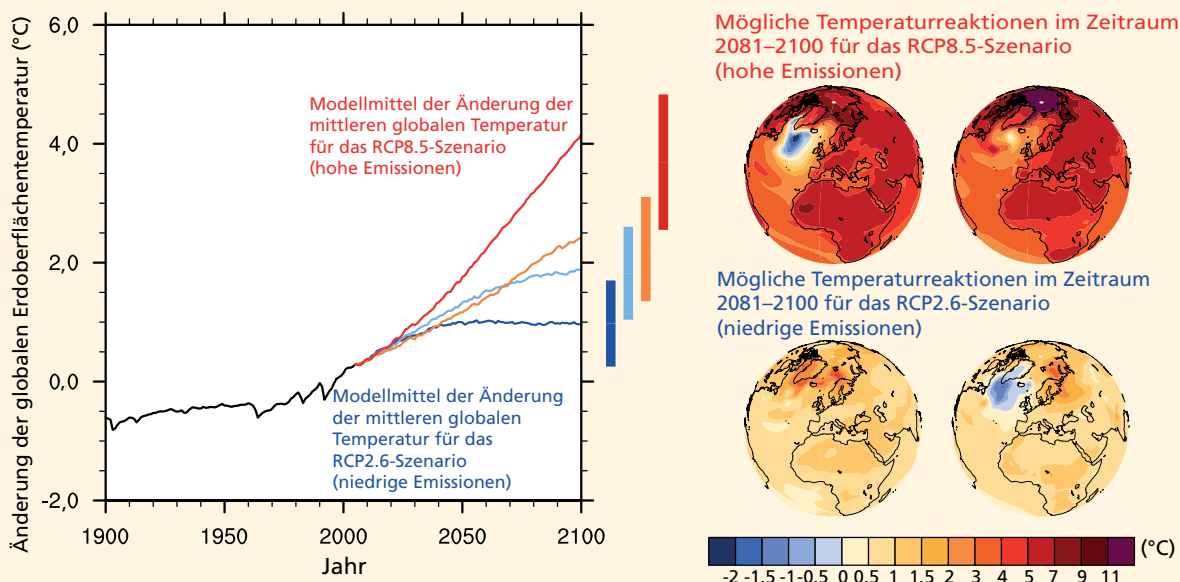 Änderung der globalen Erdoberflächentemperatur (°C)
6,0
4,0
2,0
0,0
-2,0
1900
1950
2000
2050
2100
Jahr
Modellmittel der Änderung der
mittleren globalen Temperatur
für das RCP8.5-Szenario
(hohe Emissionen)
Modellmittel der Änderung
der mittleren globalen
Temperatur für das
RCP2.6-Szenario
(niedrige Emissionen)
Mögliche Temperaturreaktionen im Zeitraum
2081–2100 für das RCP8.5-Szenario
(hohe Emissionen)
Mögliche Temperaturreaktionen im Zeitraum
2081–2100 für das RCP2.6-Szenario
(niedrige Emissionen)
(°C)
-2 -1.5 -1 -0.5 0 0.5 1 1.5 2 3 4 5 7 9 11